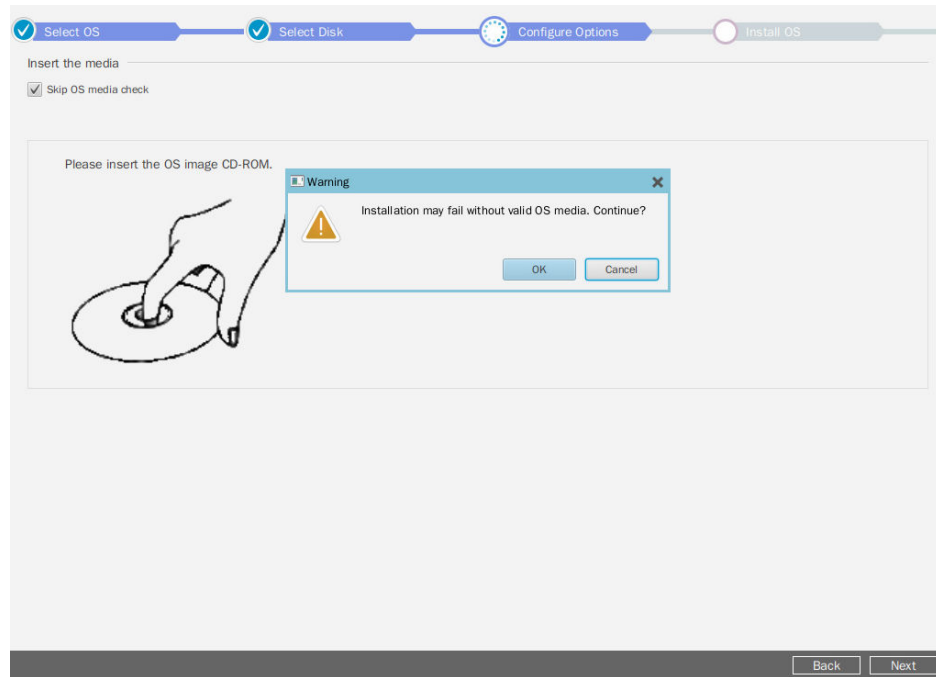 Select OS
Select Disk
Configure Options
Install OS
Insert the media
Skip OS media check
Please insert the OS image CD-ROM.
Warning
Installation may fail without valid OS media. Continue?
OK
Cancel
Back
Next